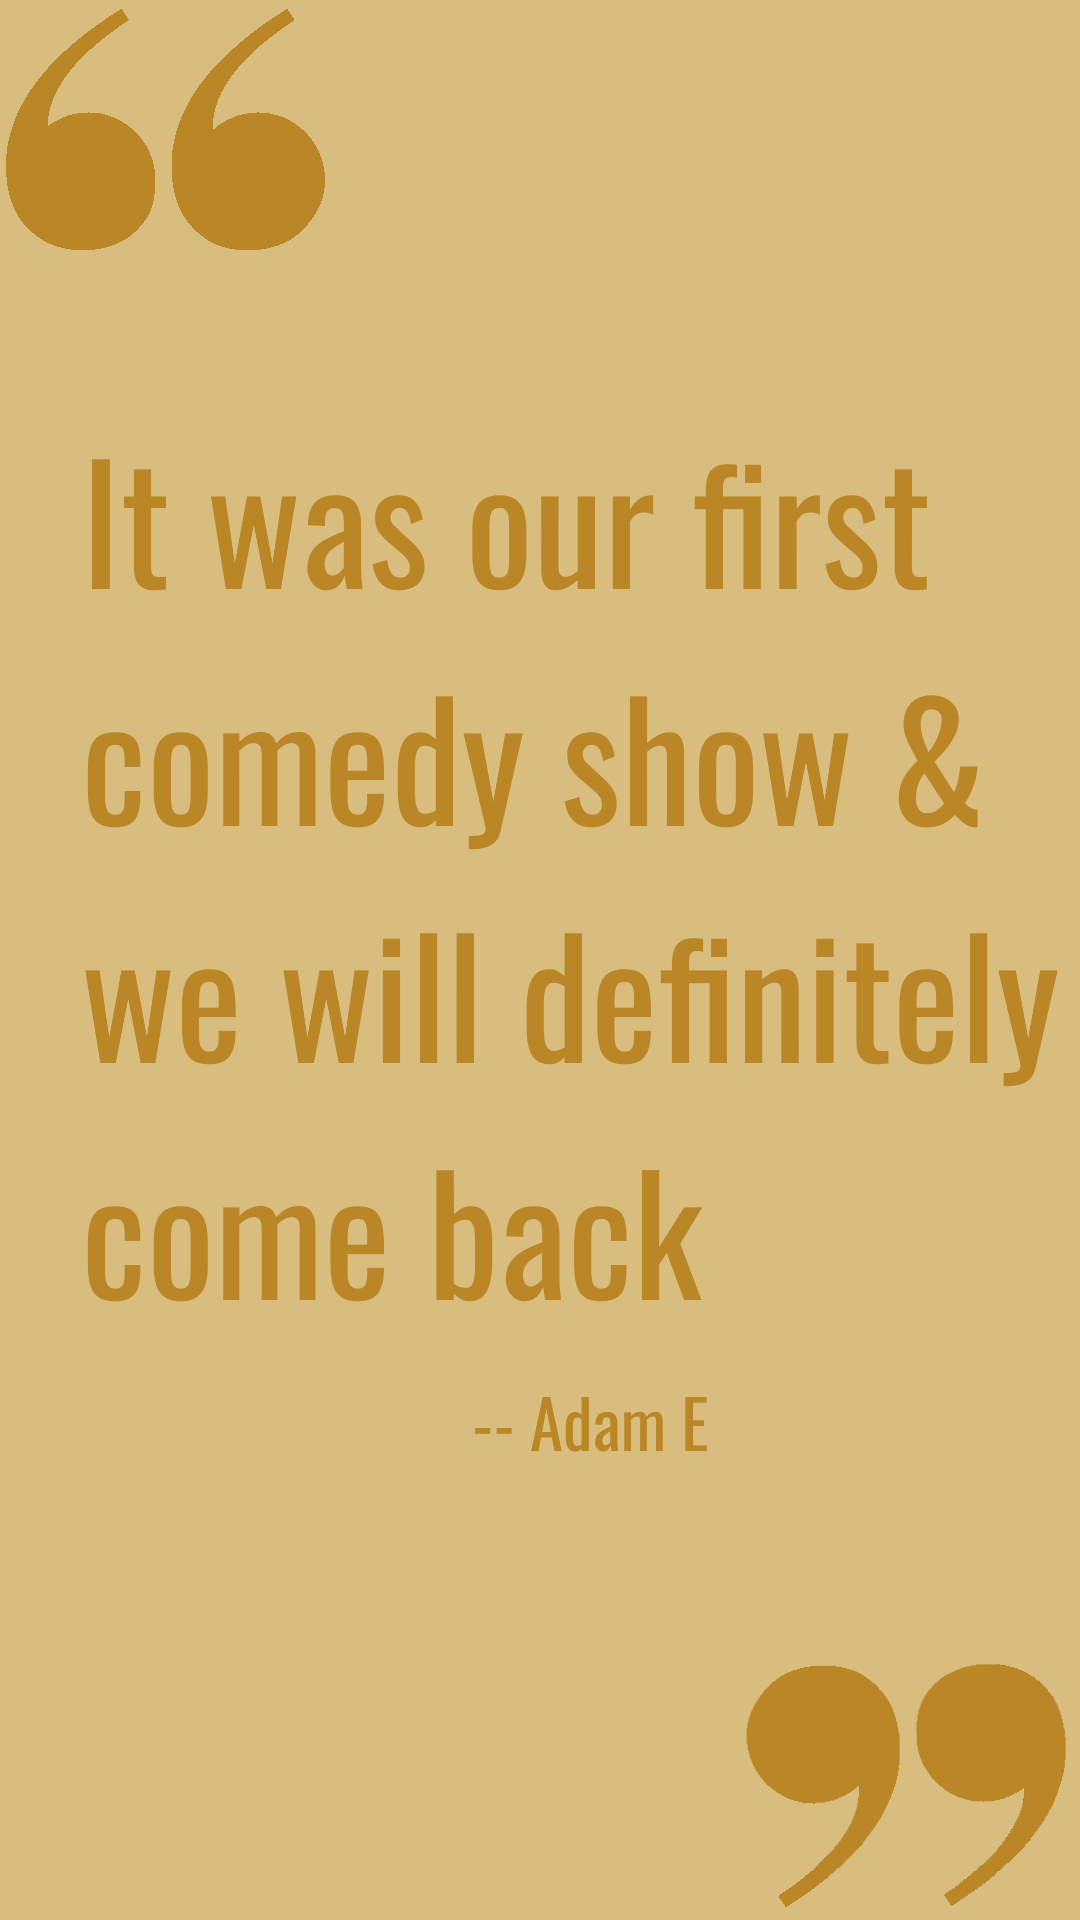 “
It was our first
comedy show &
we will definitely
come back
-- Adam E
”